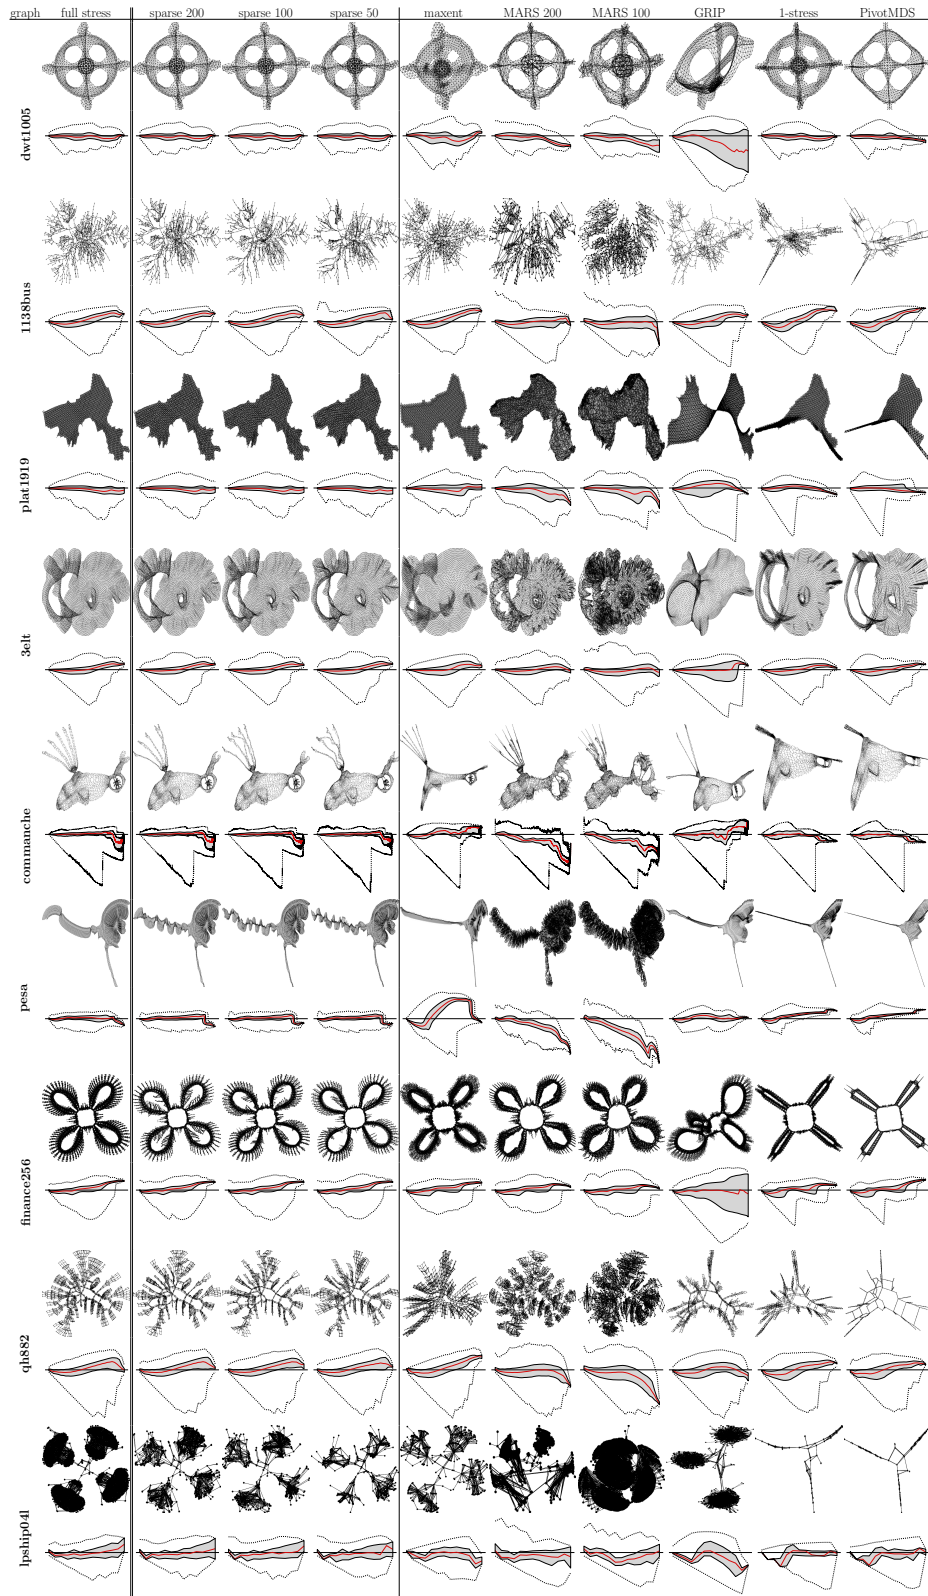 graph full stress sparse 200 sparse 100 sparse 50 maxent MARS 200 MARS 100 GRIP 1-stress PivotMDS
dwt1005
1138bus
plat1919
3elt
commanche
pesa
finance256
qh882
lpship04l